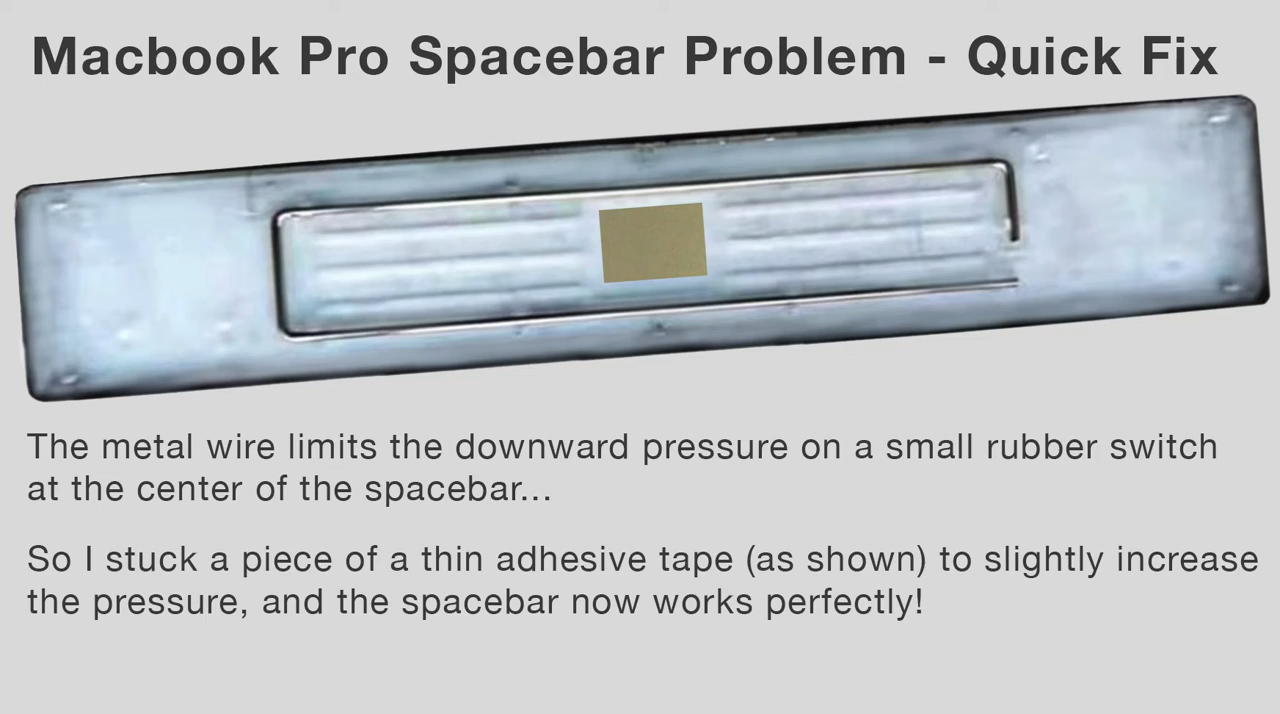 Macbook Pro Spacebar Problem - Quick Fix
The metal wire limits the downward pressure on a small rubber switch
at the center of the spacebar...
So I stuck a piece of a thin adhesive tape (as shown) to slightly increase
the pressure, and the spacebar now works perfectly!